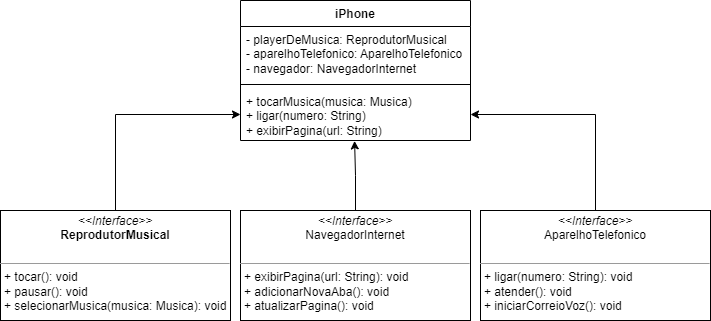 iPhone
- playerDeMusica: ReprodutorMusical
- aparelhoTelefonico: AparelhoTelefonico
- navegador: NavegadorInternet
+ tocarMusica(musica: Musica)
+ ligar(numero: String)
+ exibirPagina(url: String)
<<Interface>>
ReprodutorMusical
+ tocar(): void
+ pausar(): void
+ selecionarMusica(musica: Musica): void
<<Interface>>
NavegadorInternet
+ exibirPagina(url: String): void
+ adicionarNovaAba(): void
+ atualizarPagina(): void
<<Interface>>
AparelhoTelefonico
+ ligar(numero: String): void
+ atender(): void
+ iniciarCorreioVoz(): void